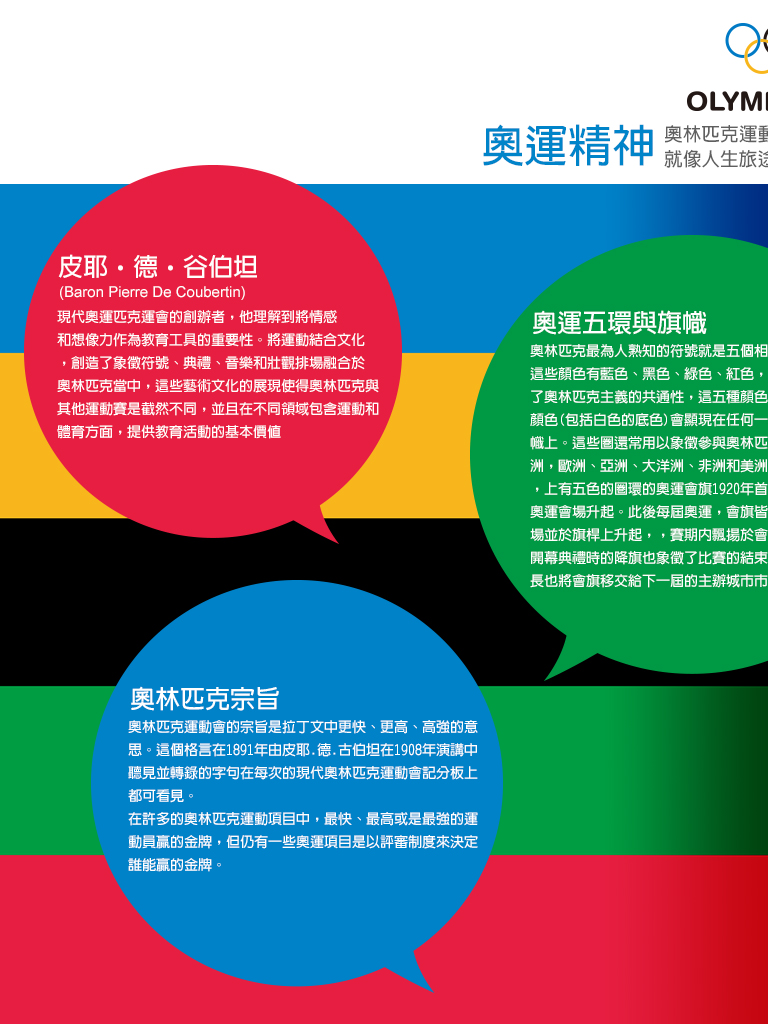 OLYM
奧運精神
奧林匹克運動
就像人生旅途
皮耶・德・谷伯坦
(Baron Pierre De Coubertin)
現代奧運匹克運會的創辦者，他理解到將情感
和想像力作為教育工具的重要性。將運動結合文化
，創造了象徵符號、典禮、音樂和壯觀排場融合於
奧林匹克當中，這些藝術文化的展現使得奧林匹克與
其他運動賽是截然不同，並且在不同領域包含運動和
體育方面，提供教育活動的基本價值
奧運五環與旗幟
奧林匹克最為人熟知的符號就是五個相
這些顏色有藍色、黑色、綠色、紅色，
了奧林匹克主義的共通性，這五種顏色
顏色(包括白色的底色)會顯現在任何一
幟上。這些圈還常用以象徵參與奧林匹
洲，歐洲、亞洲、大洋洲、非洲和美洲
，上有五色的圈環的奧運會旗1920年首
奧運會場升起。此後每屆奧運，會旗皆
場並於旗桿上升起，，賽期內飄揚於會
開幕典禮時的降旗也象徵了比賽的結束
長也將會旗移交給下一屆的主辦城市市
奧林匹克宗旨
奧林匹克運動會的宗旨是拉丁文中更快、更高、高強的意
思。這個格言在1891年由皮耶.德.古伯坦在1908年演講中
聽見並轉錄的字句在每次的現代奧林匹克運動會記分板上
都可看見。
在許多的奧林匹克運動項目中，最快、最高或是最強的運
動員贏的金牌，但仍有一些奧運項目是以評審制度來決定
誰能贏的金牌。